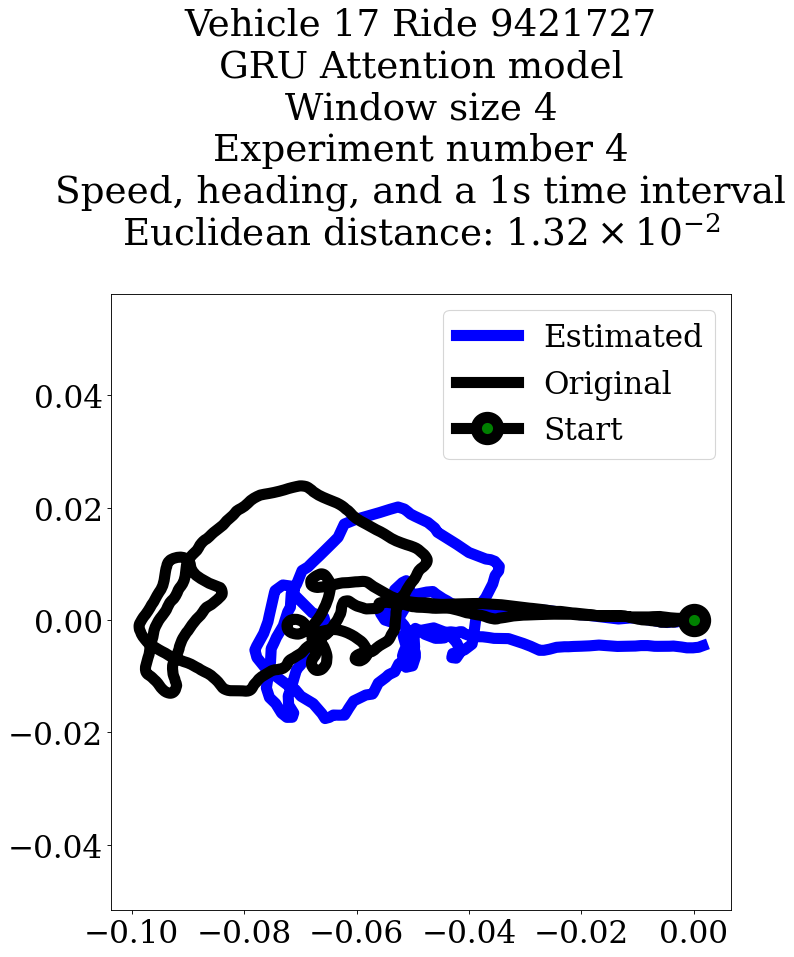 Vehicle 17 Ride 9421727
GRU Attention model
Window size 4
Experiment number 4
Speed, heading, and a 1s time interval
Euclidean distance: 1.32 × 10⁻²
Estimated
Original
Start
0.04
0.02
0.00
−0.02
−0.04
−0.10 −0.08 −0.06 −0.04 −0.02 0.00